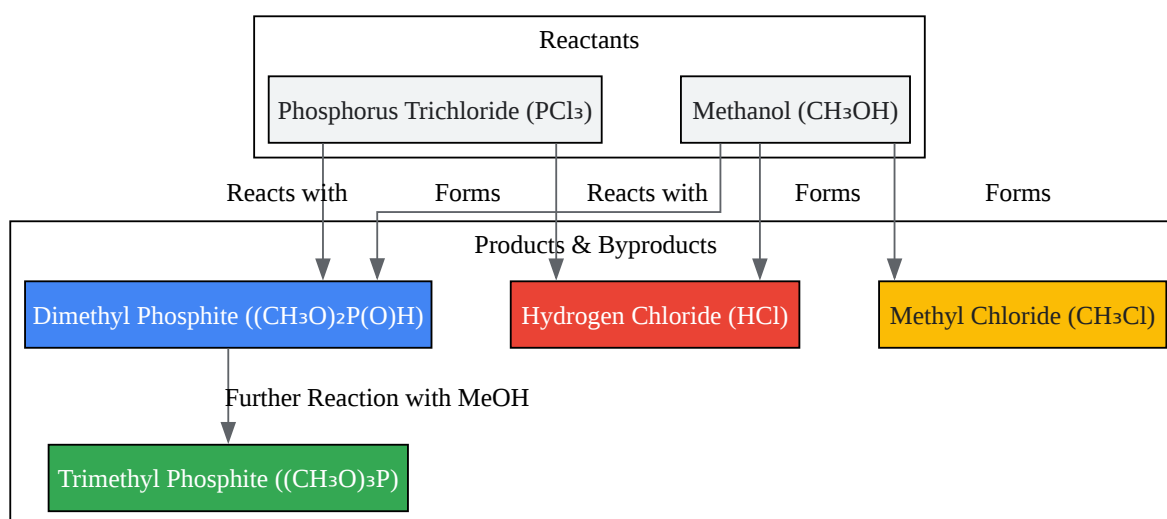 Reactants
Phosphorus Trichloride (PCl₃)
Methanol (CH₃OH)
Reacts with
Forms
Reacts with
Forms
Forms
Products & Byproducts
Dimethyl Phosphite ((CH₃O)₂P(O)H)
Hydrogen Chloride (HCl)
Methyl Chloride (CH₃Cl)
Further Reaction with MeOH
Trimethyl Phosphite ((CH₃O)₃P)